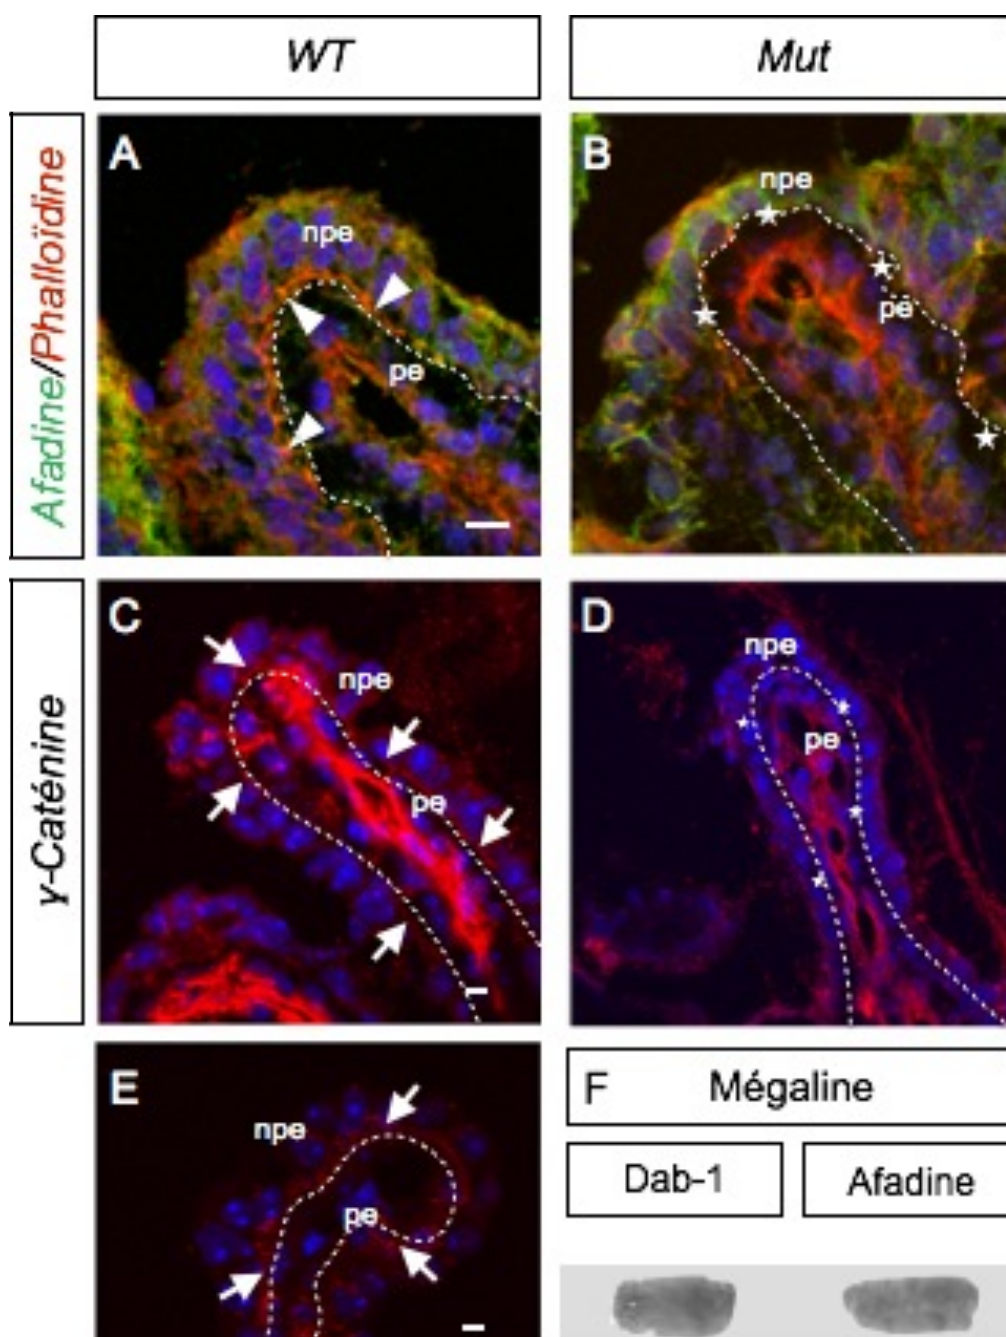 WT
Mut
Afadine/Phalloïdine
A
npe
pe
B
npe
pe
γ-Caténine
C
npe
pe
D
npe
pe
E
npe
pe
F
Mégaline
Dab-1
Afadine